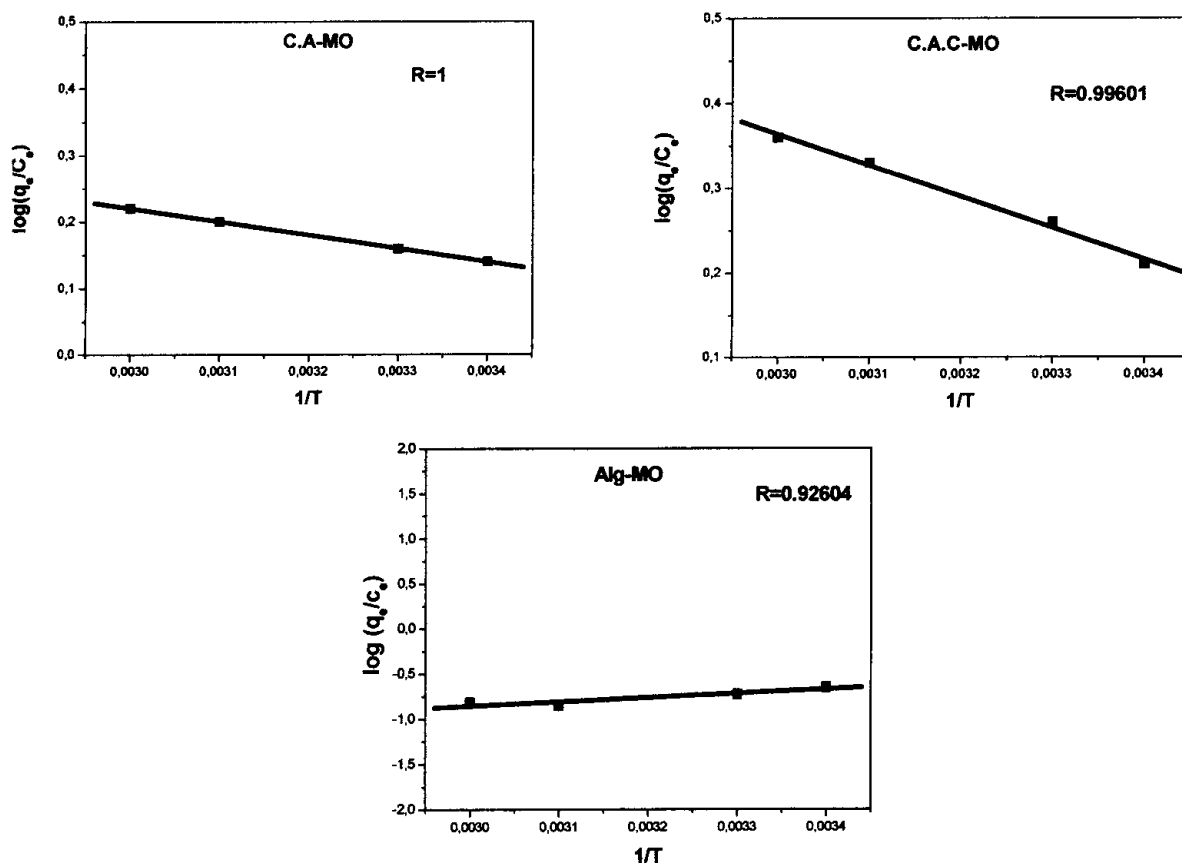 C.A-MO
R=1
log(qₑ/Cₑ)
0,5
0,4
0,3
0,2
0,1
0,0
0,0030 0,0031 0,0032 0,0033 0,0034
1/T
C.A.C-MO
R=0.99601
log(qₑ/Cₑ)
0,5
0,4
0,3
0,2
0,1
0,0030 0,0031 0,0032 0,0033 0,0034
1/T
Alg-MO
R=0.92604
log (qₑ/cₑ)
2,0
1,5
1,0
0,5
0,0
-0,5
-1,0
-1,5
-2,0
0,0030 0,0031 0,0032 0,0033 0,0034
1/T